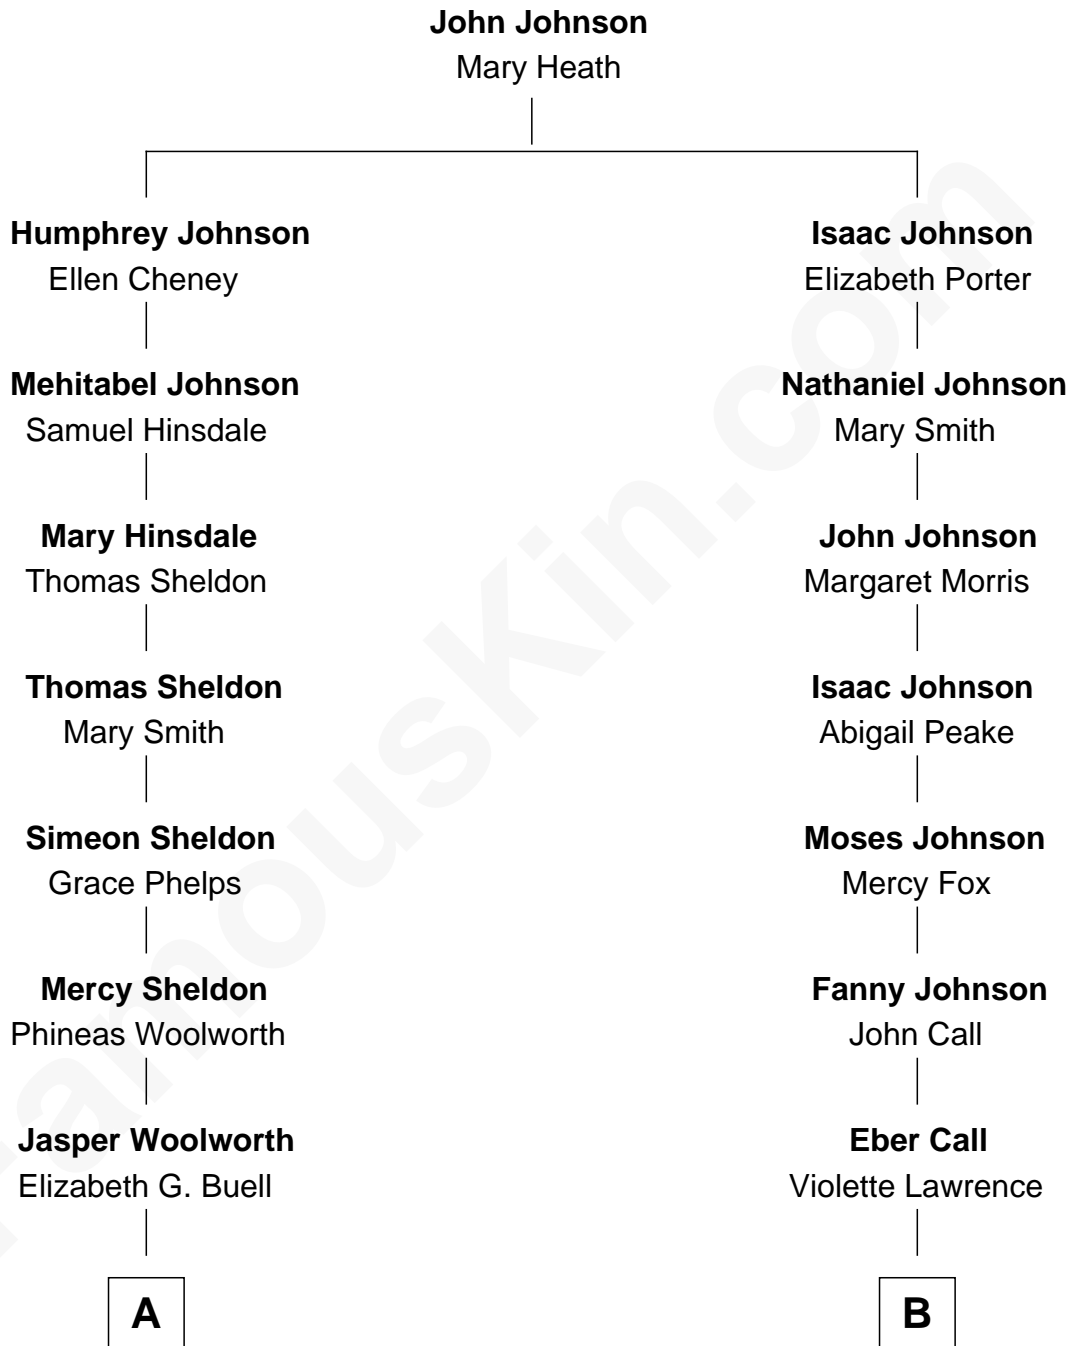 John Johnson
Mary Heath
Humphrey Johnson
Ellen Cheney
Mehitabel Johnson
Samuel Hinsdale
Mary Hinsdale
Thomas Sheldon
Thomas Sheldon
Mary Smith
Simeon Sheldon
Grace Phelps
Mercy Sheldon
Phineas Woolworth
Jasper Woolworth
Elizabeth G. Buell
A
Isaac Johnson
Elizabeth Porter
Nathaniel Johnson
Mary Smith
John Johnson
Margaret Morris
Isaac Johnson
Abigail Peake
Moses Johnson
Mercy Fox
Fanny Johnson
John Call
Eber Call
Violette Lawrence
B
FamousKin.com